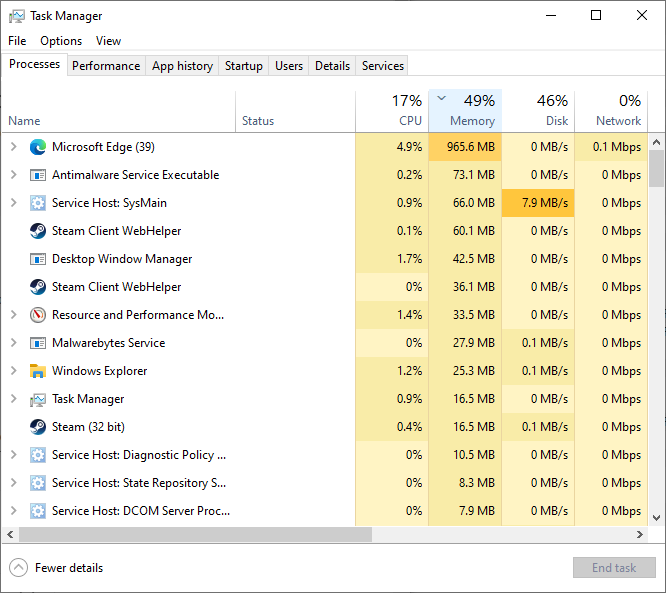 Task Manager
File Options View
Processes Performance App history Startup Users Details Services
17% 49% 46% 0%
Name Status CPU Memory Disk Network
Microsoft Edge (39) 4.9% 965.6 MB 0 MB/s 0.1 Mbps
Antimalware Service Executable 0.2% 73.1 MB 0 MB/s 0 Mbps
Service Host: SysMain 0.9% 66.0 MB 7.9 MB/s 0 Mbps
Steam Client WebHelper 0.1% 60.1 MB 0 MB/s 0 Mbps
Desktop Window Manager 1.7% 42.5 MB 0 MB/s 0 Mbps
Steam Client WebHelper 0% 36.1 MB 0 MB/s 0 Mbps
Resource and Performance Mo... 1.4% 33.5 MB 0 MB/s 0 Mbps
Malwarebytes Service 0% 27.9 MB 0.1 MB/s 0 Mbps
Windows Explorer 1.2% 25.3 MB 0.1 MB/s 0 Mbps
Task Manager 0.9% 16.5 MB 0 MB/s 0 Mbps
Steam (32 bit) 0.4% 16.5 MB 0.1 MB/s 0 Mbps
Service Host: Diagnostic Policy ... 0% 10.5 MB 0 MB/s 0 Mbps
Service Host: State Repository S... 0% 8.3 MB 0 MB/s 0 Mbps
Service Host: DCOM Server Proc... 0% 7.9 MB 0 MB/s 0 Mbps
Fewer details End task